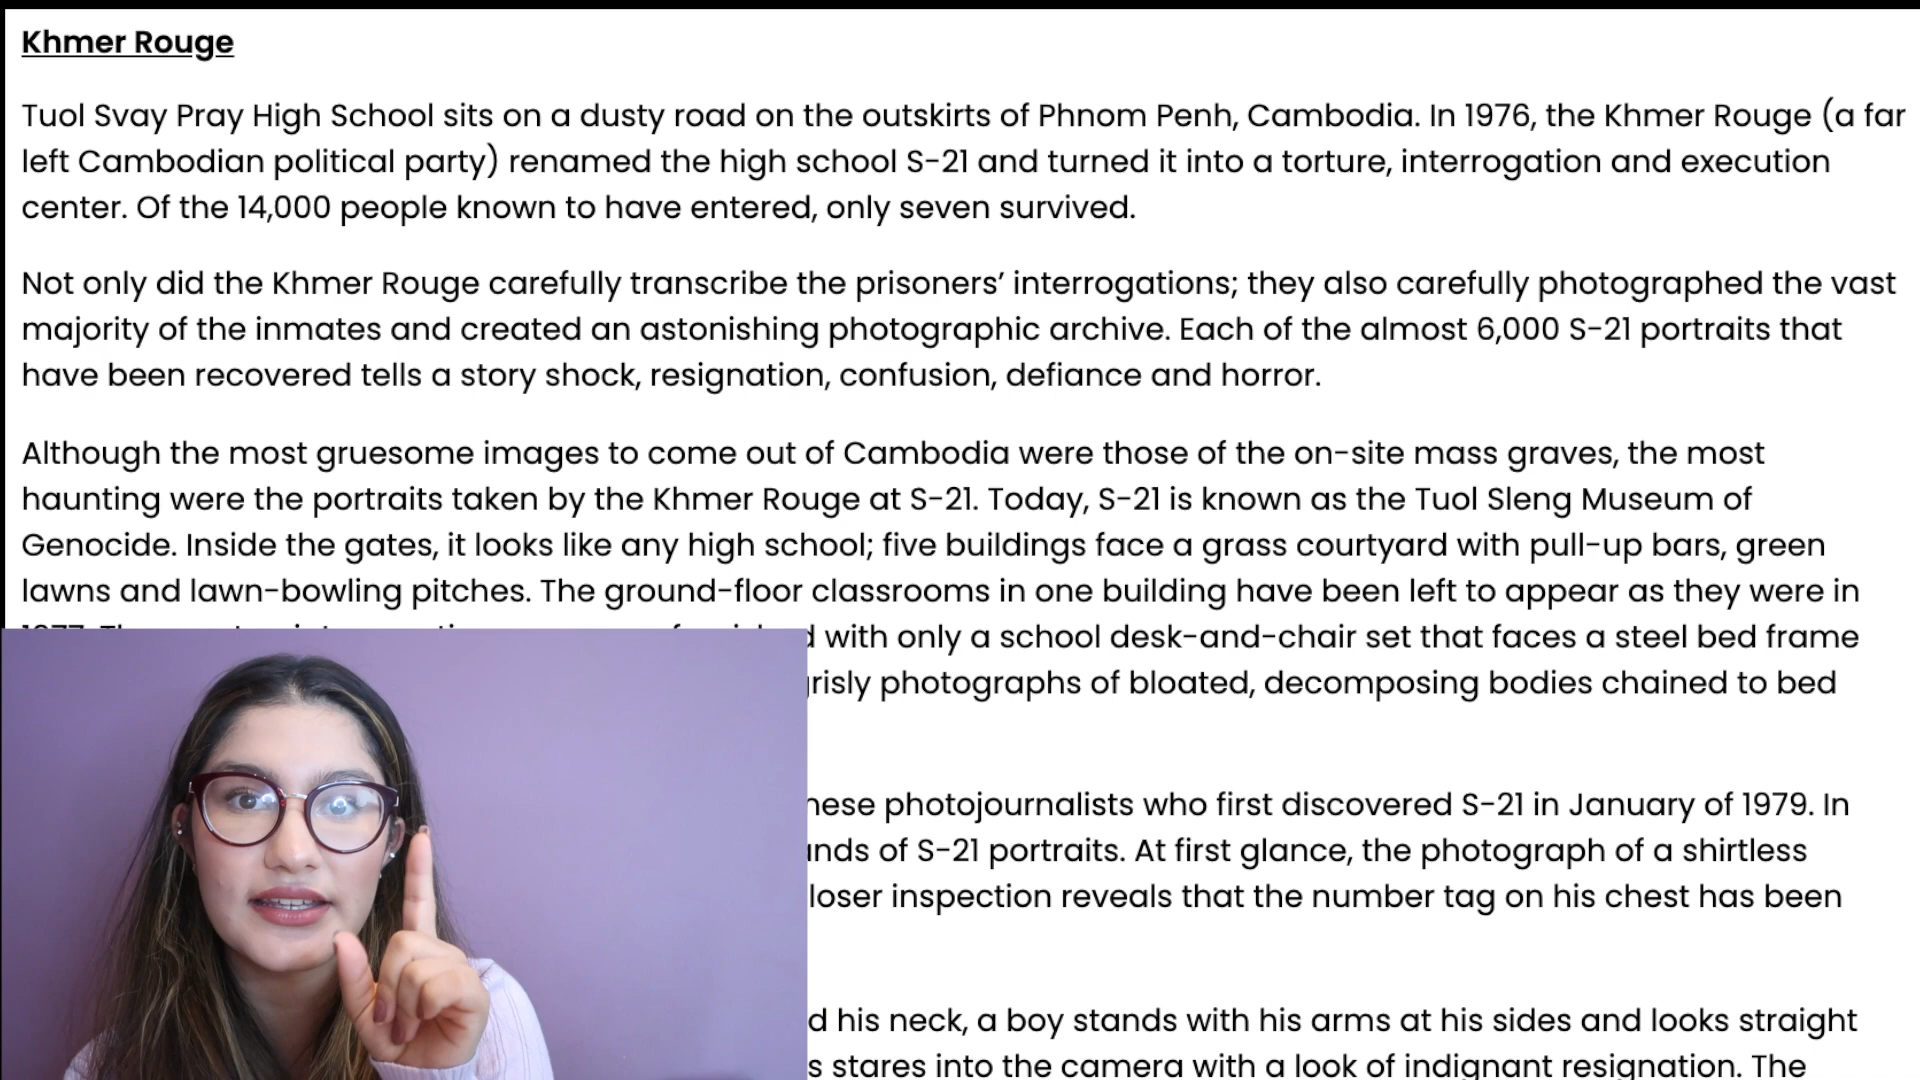 Khmer Rouge
Tuol Svay Pray High School sits on a dusty road on the outskirts of Phnom Penh, Cambodia. In 1976, the Khmer Rouge (a far
left Cambodian political party) renamed the high school S-21 and turned it into a torture, interrogation and execution
center. Of the 14,000 people known to have entered, only seven survived.
Not only did the Khmer Rouge carefully transcribe the prisoners’ interrogations; they also carefully photographed the vast
majority of the inmates and created an astonishing photographic archive. Each of the almost 6,000 S-21 portraits that
have been recovered tells a story shock, resignation, confusion, defiance and horror.
Although the most gruesome images to come out of Cambodia were those of the on-site mass graves, the most
haunting were the portraits taken by the Khmer Rouge at S-21. Today, S-21 is known as the Tuol Sleng Museum of
Genocide. Inside the gates, it looks like any high school; five buildings face a grass courtyard with pull-up bars, green
lawns and lawn-bowling pitches. The ground-floor classrooms in one building have been left to appear as they were in
with only a school desk-and-chair set that faces a steel bed frame
photographs of bloated, decomposing bodies chained to bed
photojournalists who first discovered S-21 in January of 1979. In
of S-21 portraits. At first glance, the photograph of a shirtless
inspection reveals that the number tag on his chest has been
his neck, a boy stands with his arms at his sides and looks straight
stares into the camera with a look of indignant resignation. The